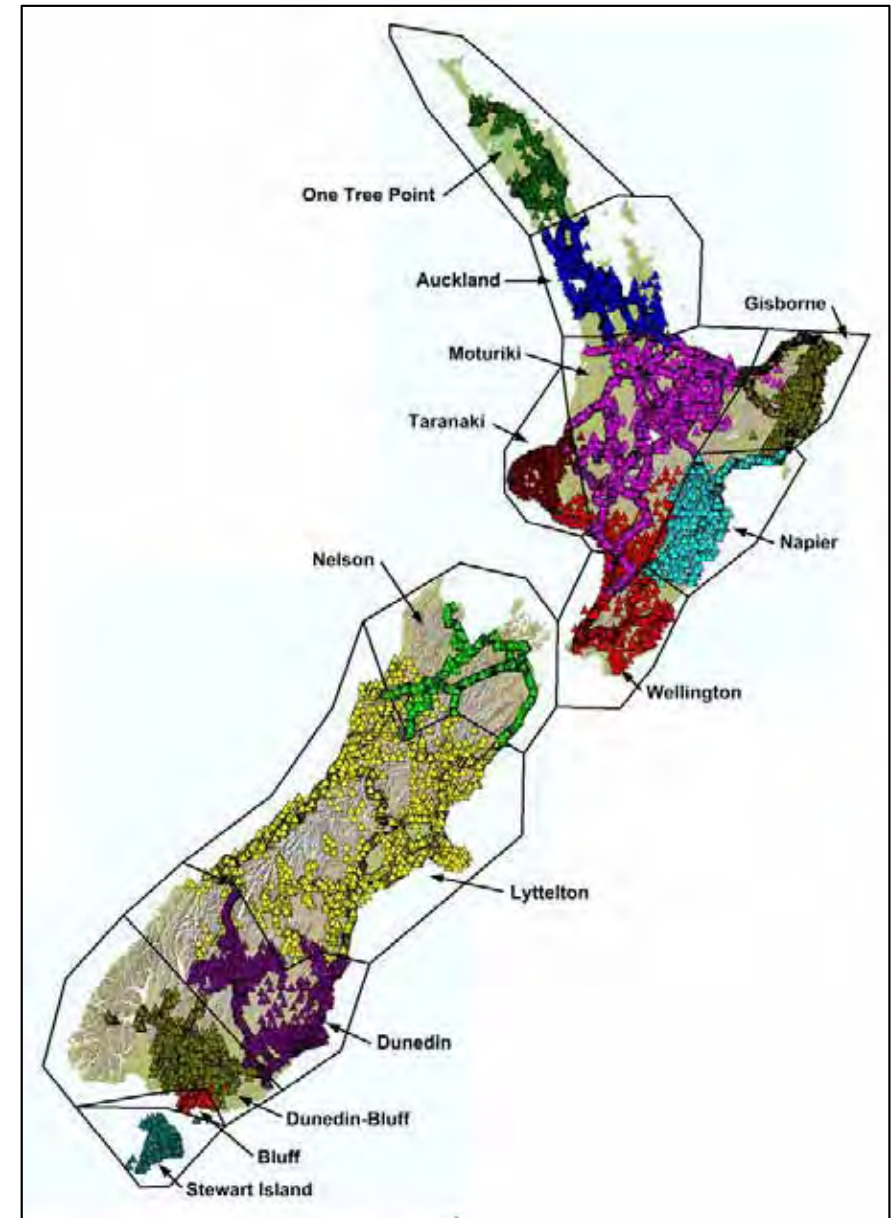 One Tree Point
Auckland
Gisborne
Moturiki
Taranaki
Napier
Nelson
Wellington
Lyttelton
Dunedin
Dunedin-Bluff
Bluff
Stewart Island